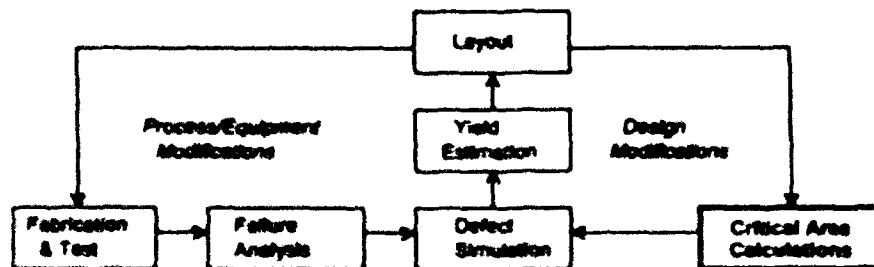 Layout
Process/Equipment
Modifications
Yield
Estimation
Design
Modifications
Fabrication
& Test
Failure
Analysis
Defect
Simulation
Critical Area
Calculations